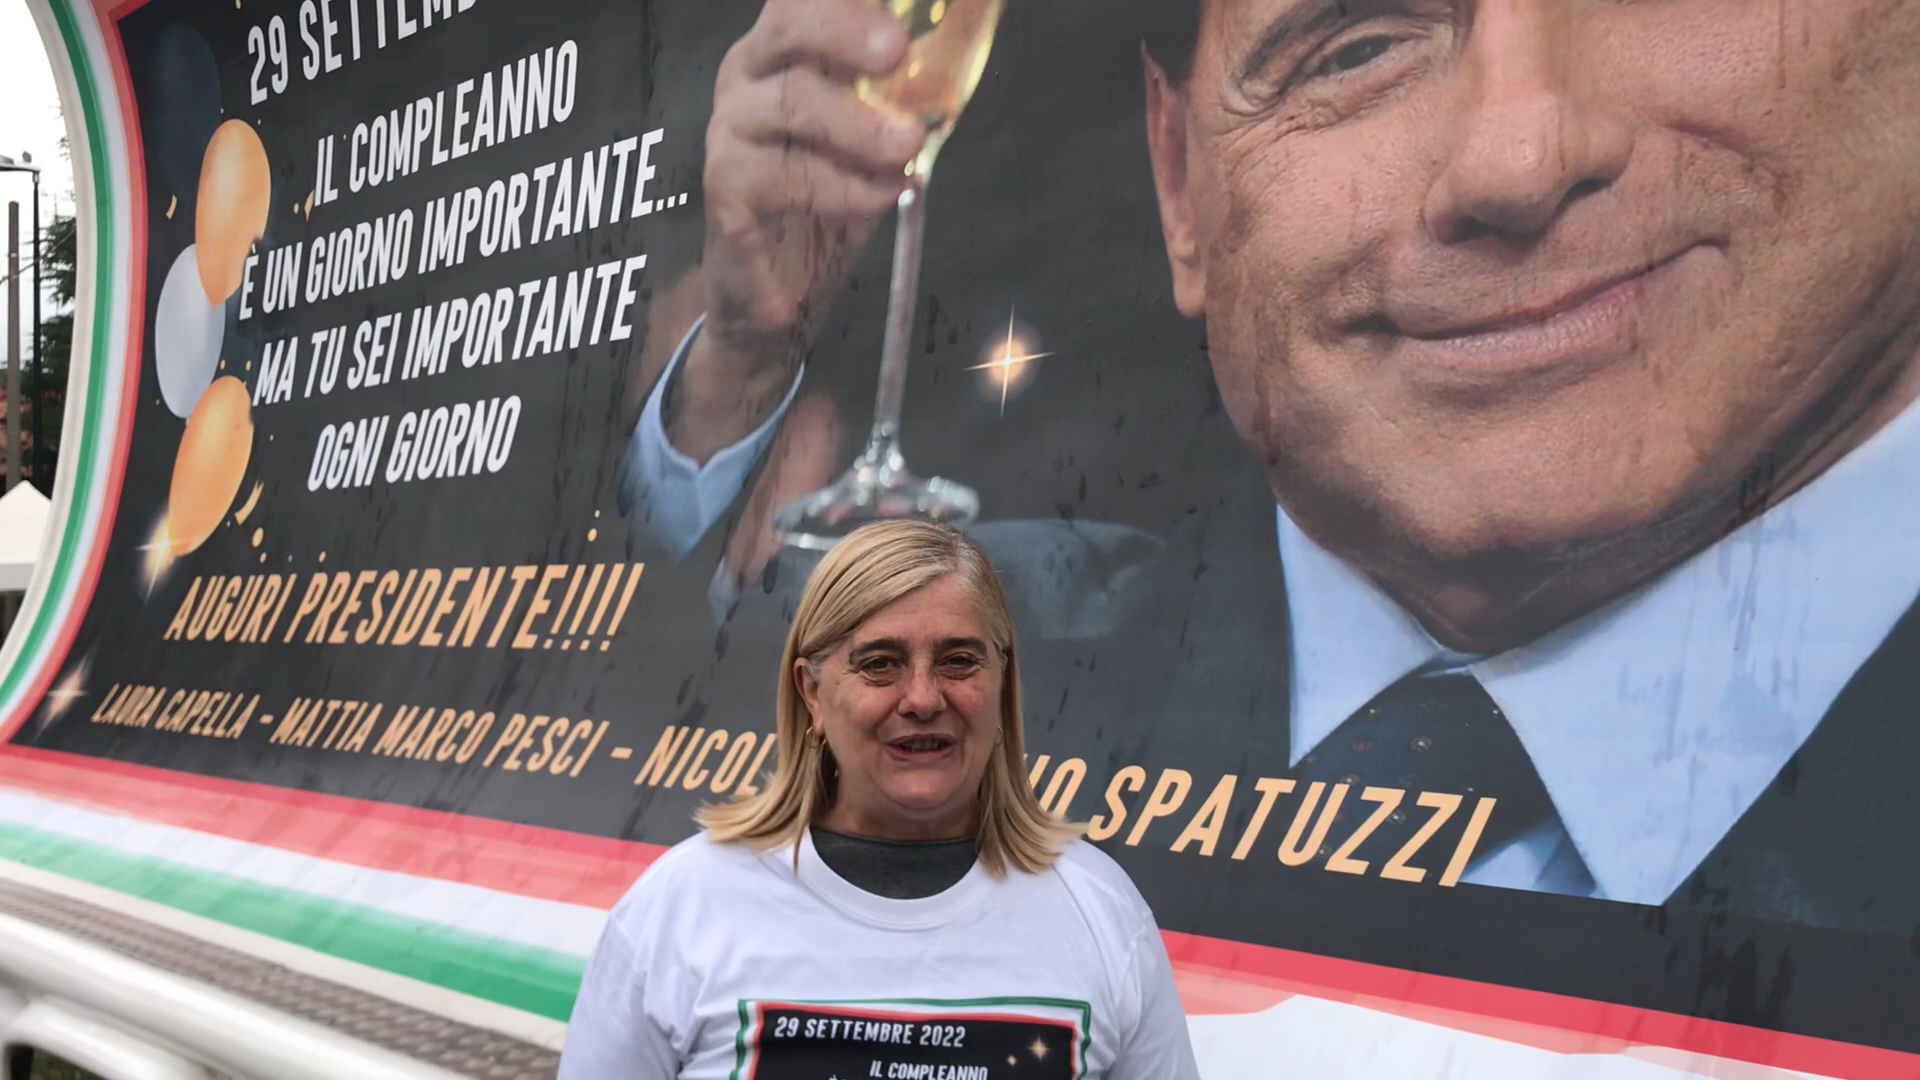 29 SETTEMB
IL COMPLEANNO
È UN GIORNO IMPORTANTE...
MA TU SEI IMPORTANTE
OGNI GIORNO
AUGURI PRESIDENTE!!!!
LAURA CAPELLA - MATTIA MARCO PESCI - NICOL
SPATUZZI
29 SETTEMBRE 2022
IL COMPLEANNO